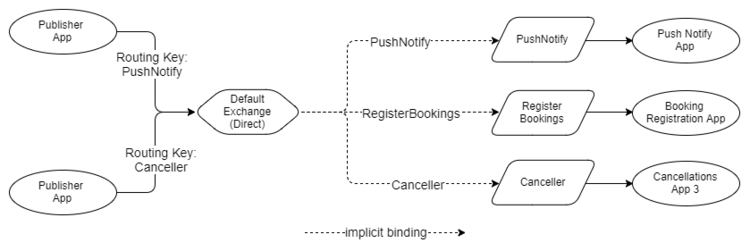 Publisher
App
Routing Key:
PushNotify
Default
Exchange
(Direct)
Routing Key:
Canceller
Publisher
App
PushNotify
PushNotify
Push Notify
App
RegisterBookings
Register
Bookings
Booking
Registration App
Canceller
Canceller
Cancellations
App 3
implicit binding